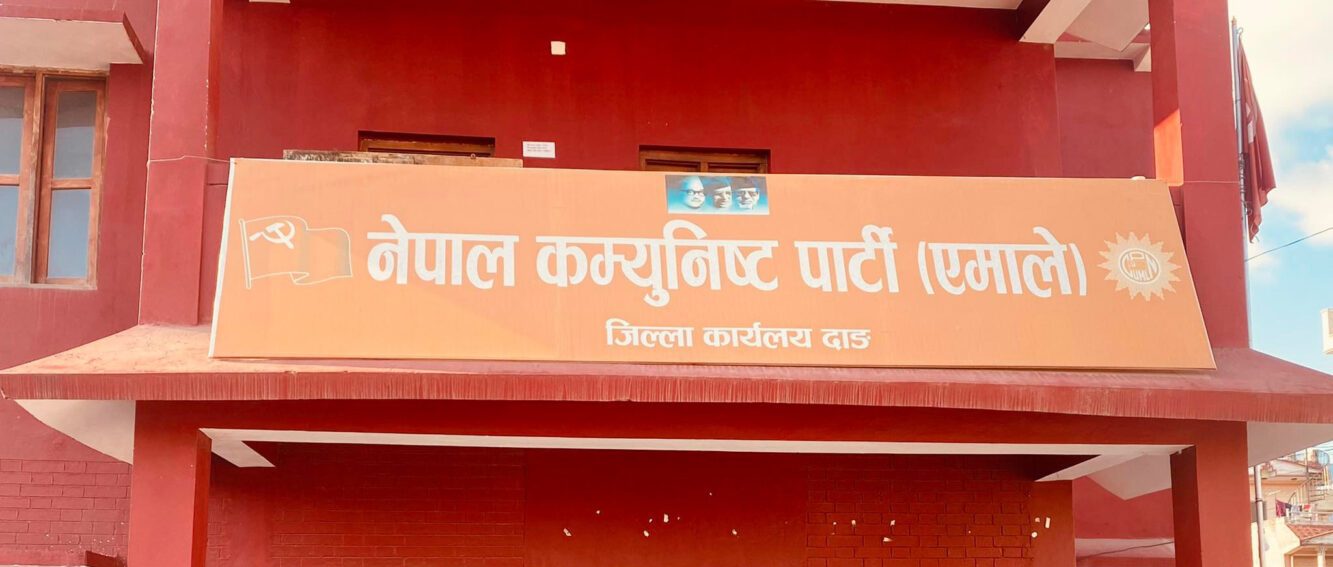 नेपाल कम्युनिष्ट पार्टी (एमाले)
जिल्ला कार्यलय दाङ